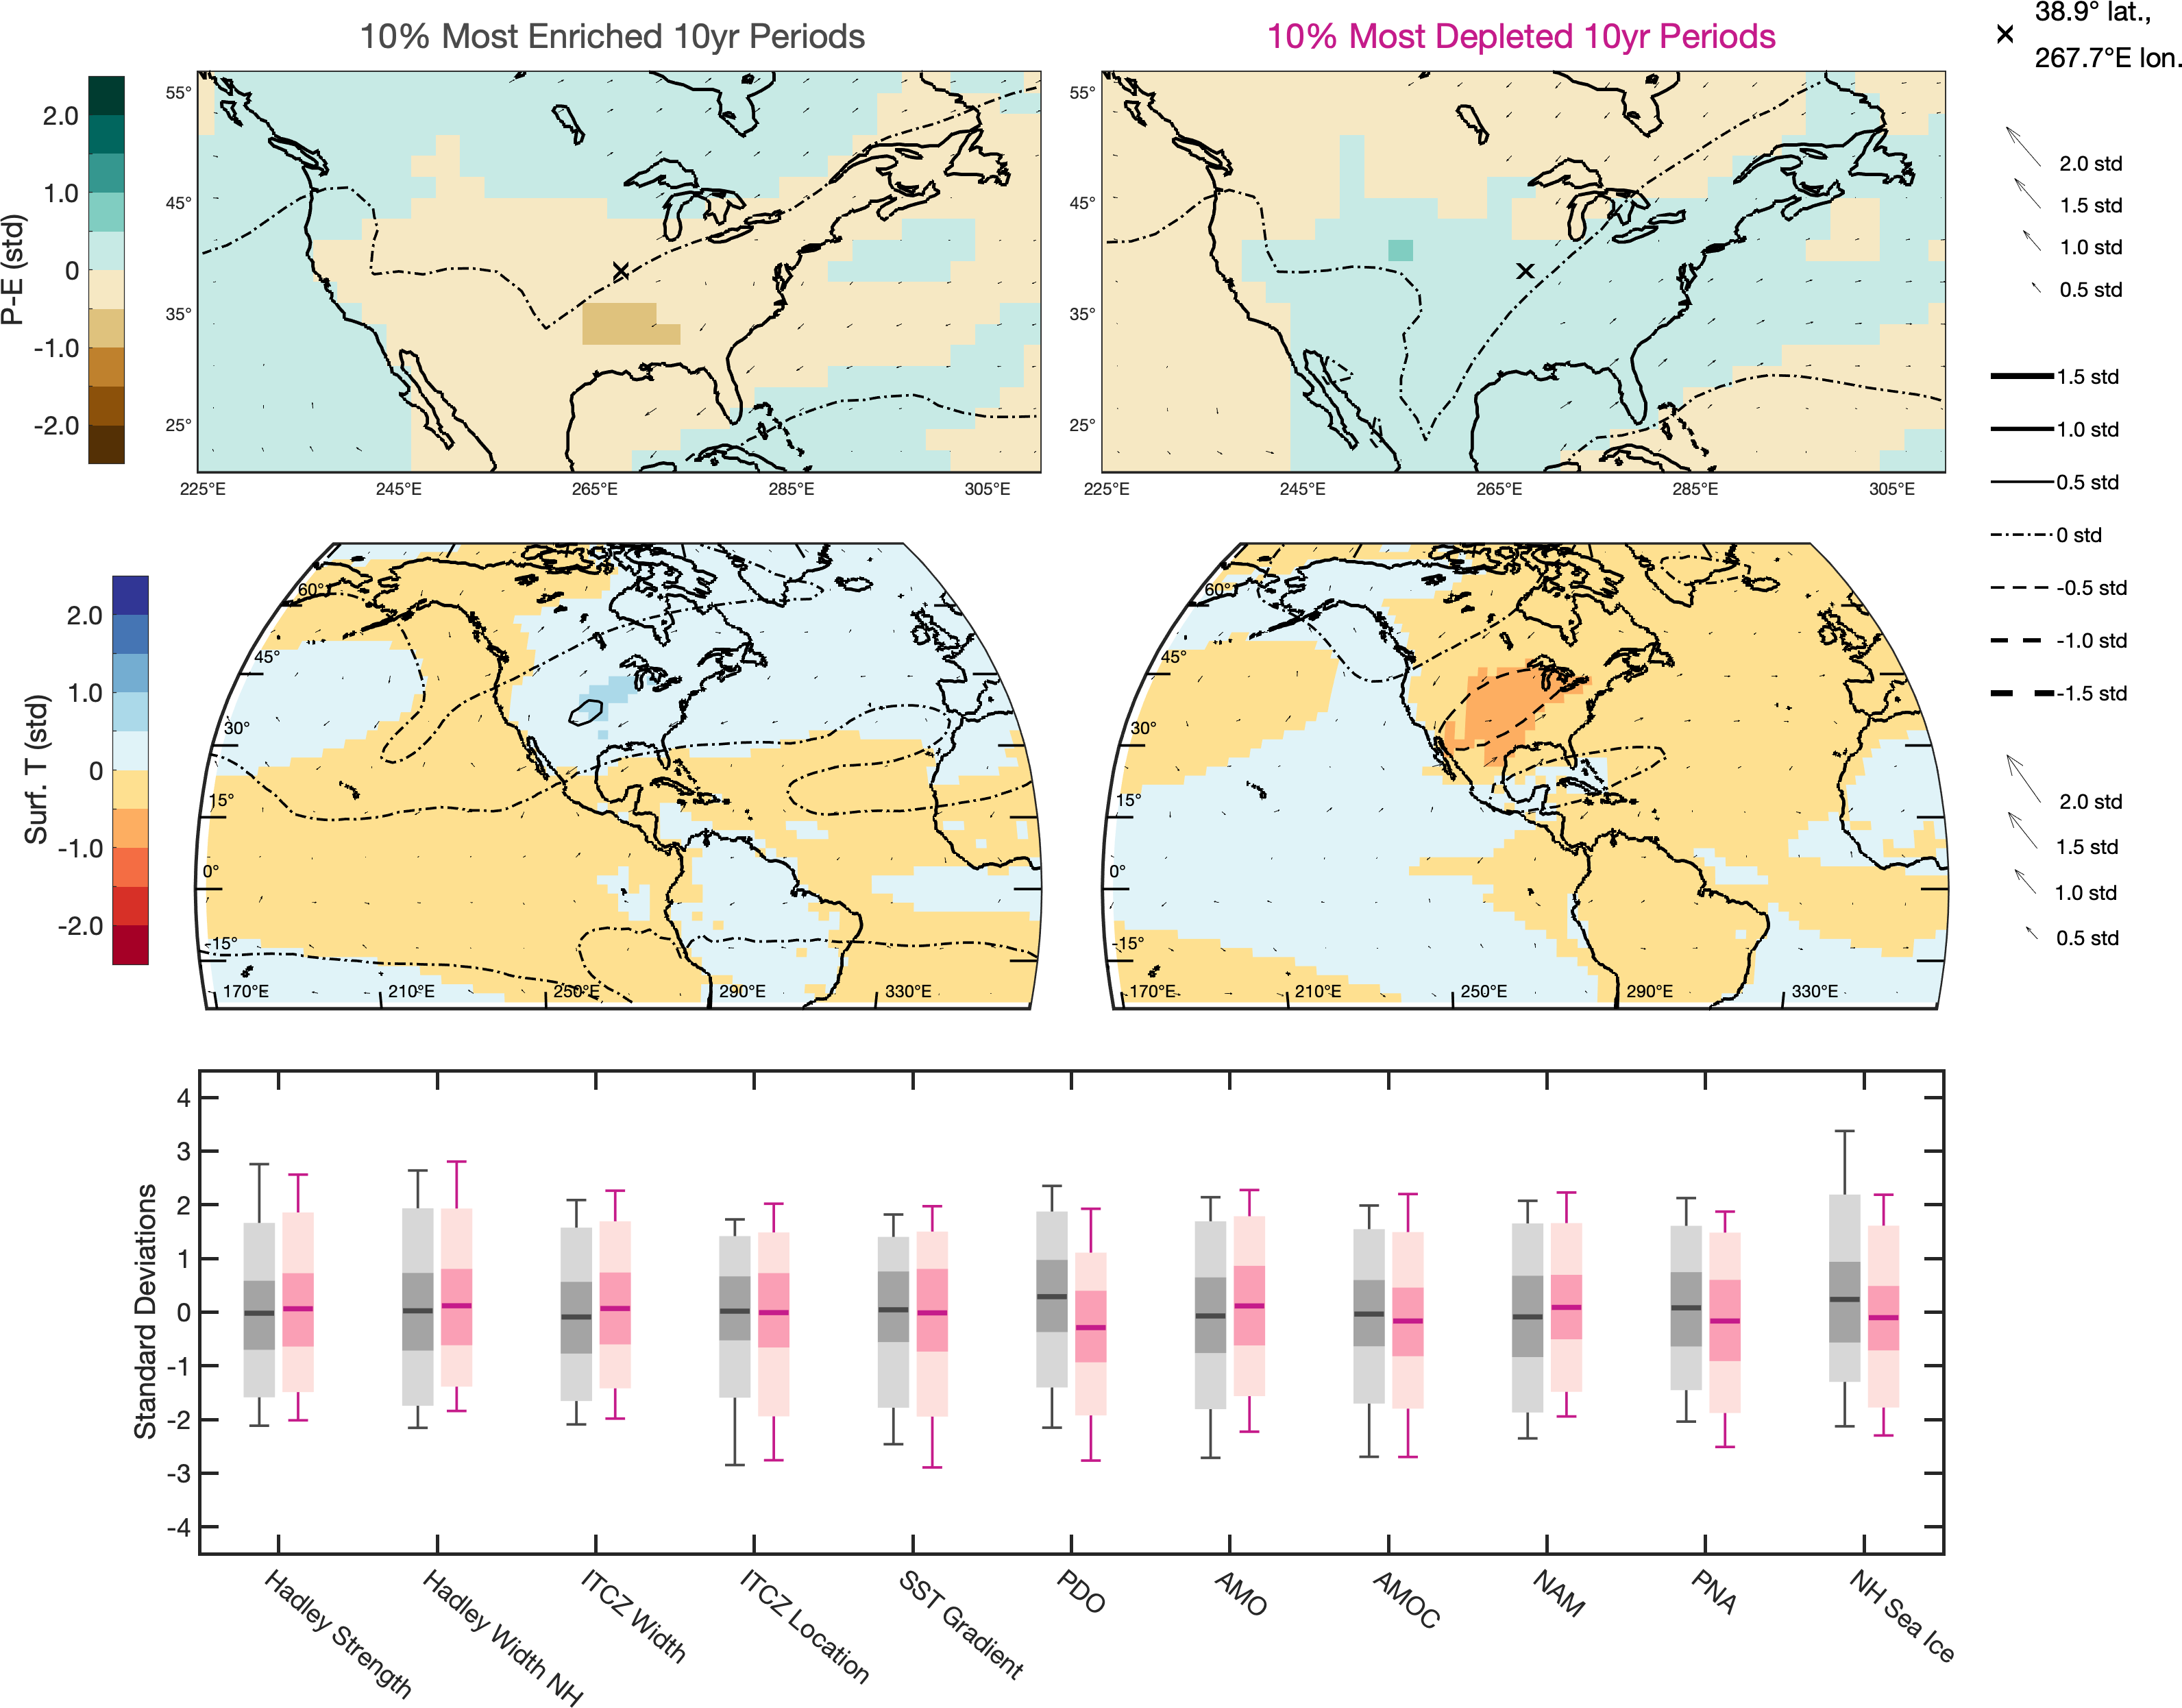 10% Most Enriched 10yr Periods
10% Most Depleted 10yr Periods
38.9° lat.,
267.7°E lon.
P-E (std)
2.0
1.0
0
-1.0
-2.0
55°
45°
35°
25°
225°E
245°E
265°E
285°E
305°E
55°
45°
35°
25°
225°E
245°E
265°E
285°E
305°E
2.0 std
1.5 std
1.0 std
0.5 std
1.5 std
1.0 std
0.5 std
0 std
-0.5 std
-1.0 std
-1.5 std
Surf. T (std)
2.0
1.0
0
-1.0
-2.0
60°
45°
30°
15°
0°
-15°
170°E
210°E
250°E
290°E
330°E
60°
45°
30°
15°
0°
-15°
170°E
210°E
250°E
290°E
330°E
2.0 std
1.5 std
1.0 std
0.5 std
Standard Deviations
4
3
2
1
0
-1
-2
-3
-4
Hadley Strength
Hadley Width NH
ITCZ Width
ITCZ Location
SST Gradient
PDO
AMO
AMOC
NAM
PNA
NH Sea Ice